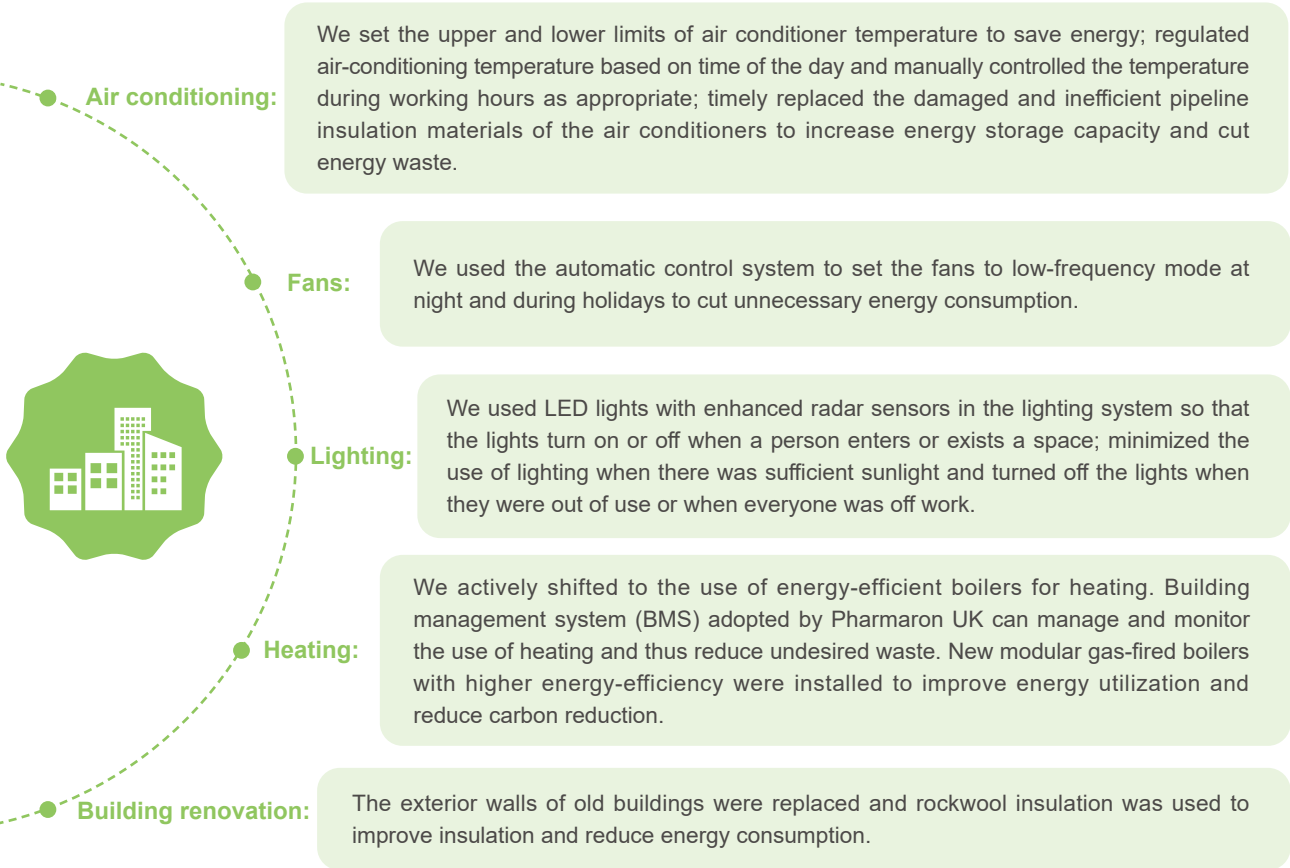 Air conditioning:
We set the upper and lower limits of air conditioner temperature to save energy; regulated
air-conditioning temperature based on time of the day and manually controlled the temperature
during working hours as appropriate; timely replaced the damaged and inefficient pipeline
insulation materials of the air conditioners to increase energy storage capacity and cut
energy waste.
Fans:
We used the automatic control system to set the fans to low-frequency mode at
night and during holidays to cut unnecessary energy consumption.
Lighting:
We used LED lights with enhanced radar sensors in the lighting system so that
the lights turn on or off when a person enters or exists a space; minimized the
use of lighting when there was sufficient sunlight and turned off the lights when
they were out of use or when everyone was off work.
Heating:
We actively shifted to the use of energy-efficient boilers for heating. Building
management system (BMS) adopted by Pharmaron UK can manage and monitor
the use of heating and thus reduce undesired waste. New modular gas-fired boilers
with higher energy-efficiency were installed to improve energy utilization and
reduce carbon reduction.
Building renovation:
The exterior walls of old buildings were replaced and rockwool insulation was used to
improve insulation and reduce energy consumption.